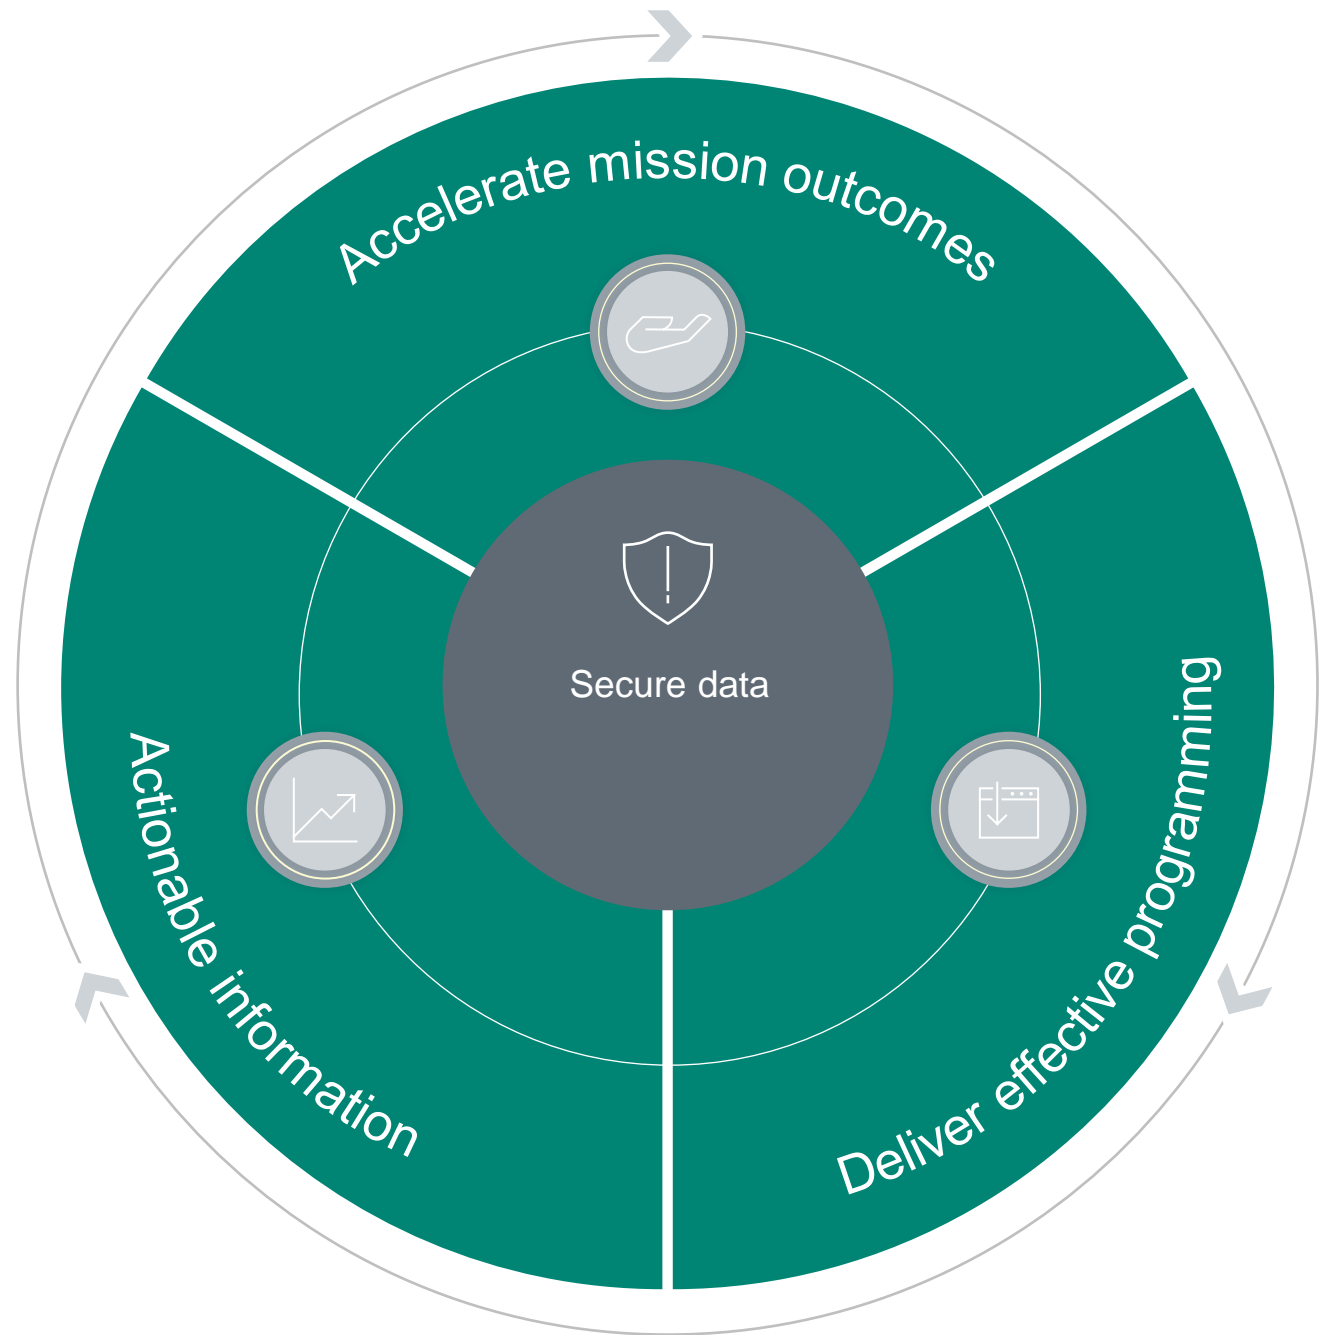 Accelerate mission outcomes
Secure data
Actionable information
Deliver effective programming